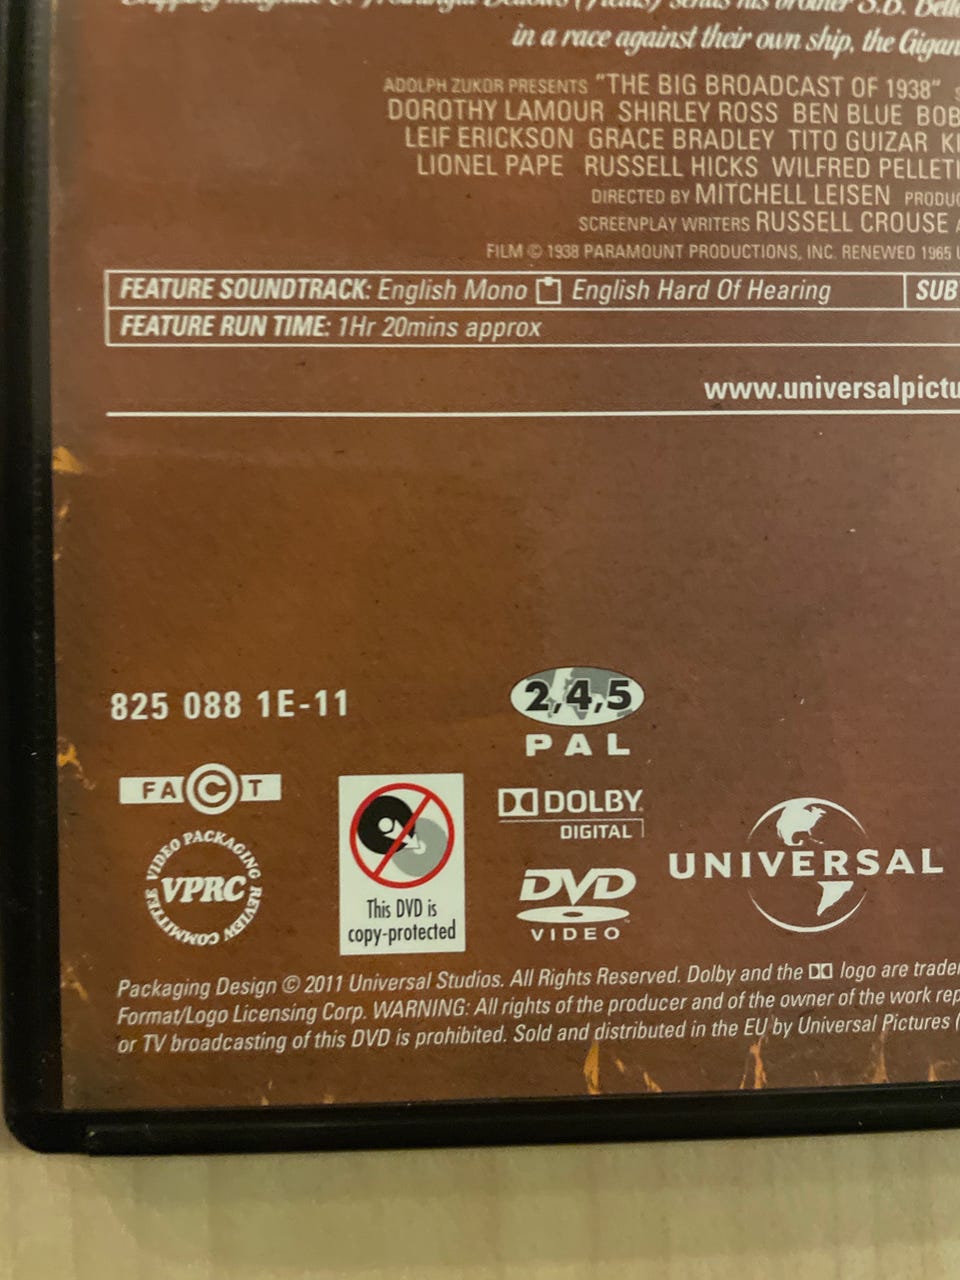 his brother S.B.
in a race against their own ship, the
ADOLPH ZUKOR PRESENTS "THE BIG BROADCAST OF 1938"
DOROTHY LAMOUR SHIRLEY ROSS BEN BLUE BOB
LEIF ERICKSON GRACE BRADLEY TITO GUIZAR
LIONEL PAPE RUSSELL HICKS WILFRED
DIRECTED BY MITCHELL LEISEN
SCREENPLAY WRITERS RUSSELL CROUSE
FILM © 1938 PARAMOUNT PRODUCTIONS, INC. RENEWED 1965
FEATURE SOUNDTRACK: English Mono English Hard Of Hearing SUB
FEATURE RUN TIME: 1Hr 20mins approx
www.universalpictu
825 088 1E-11
2,4,5
PAL
FACT
DOLBY
DIGITAL
VIDEO PACKAGING REVIEW COMMITTEE
VPRC
This DVD is
copy-protected
DVD
VIDEO
UNIVERSAL
Packaging Design © 2011 Universal Studios. All Rights Reserved. Dolby and the logo are trade
Format/Logo Licensing Corp. WARNING: All rights of the producer and of the owner of the work rep
or TV broadcasting of this DVD is prohibited. Sold and distributed in the EU by Universal Pictures (